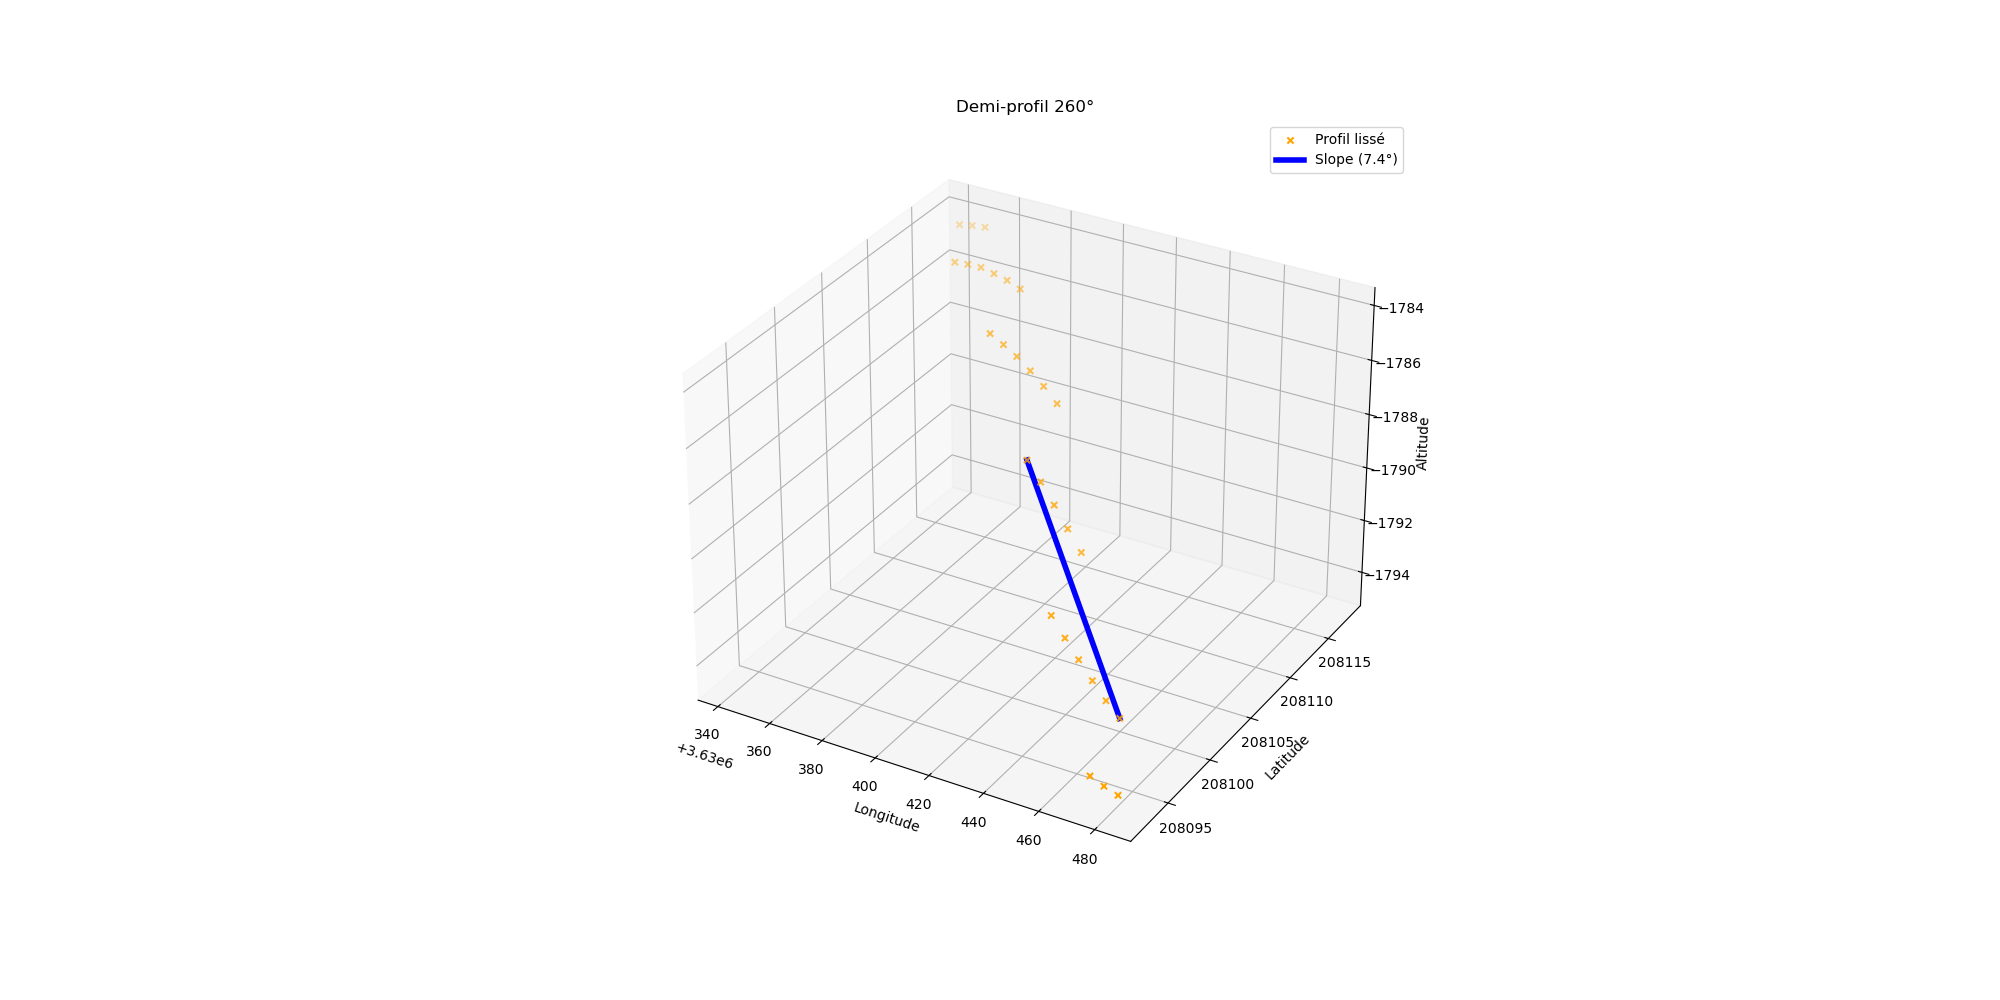 Demi-profil 260°
Profil lissé
Slope (7.4°)
−1784
−1786
−1788
−1790
−1792
−1794
Altitude
208115
208110
208105
208100
208095
Latitude
340
360
380
400
420
440
460
480
+3.63e6
Longitude